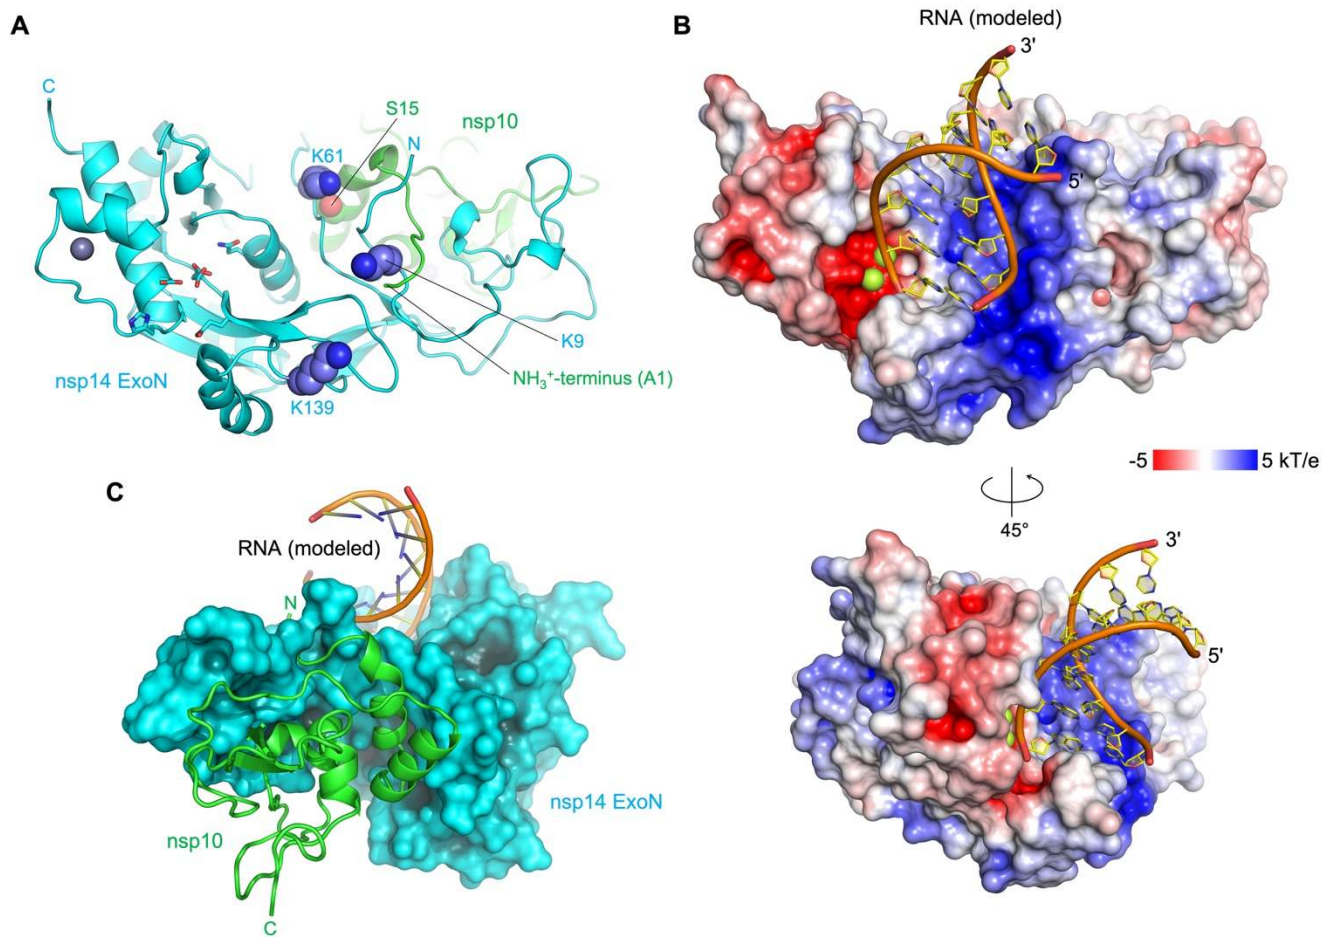 A
C
S15
nsp10
K61
N
K9
NH₃⁺-terminus (A1)
nsp14 ExoN
K139
B
RNA (modeled)
3'
5'
-5 5 kT/e
45°
3'
5'
C
RNA (modeled)
N
nsp14 ExoN
nsp10
C